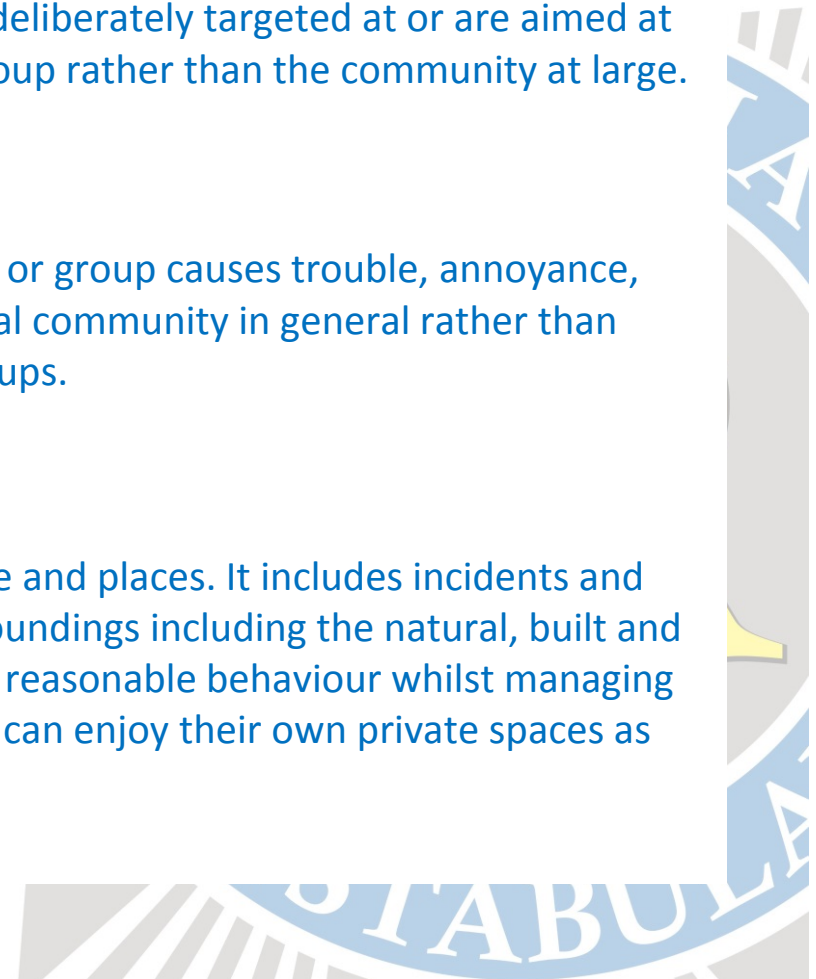 deliberately targeted at or are aimed at
oup rather than the community at large.
or group causes trouble, annoyance,
al community in general rather than
ups.
e and places. It includes incidents and
oundings including the natural, built and
reasonable behaviour whilst managing
can enjoy their own private spaces as
STABULA